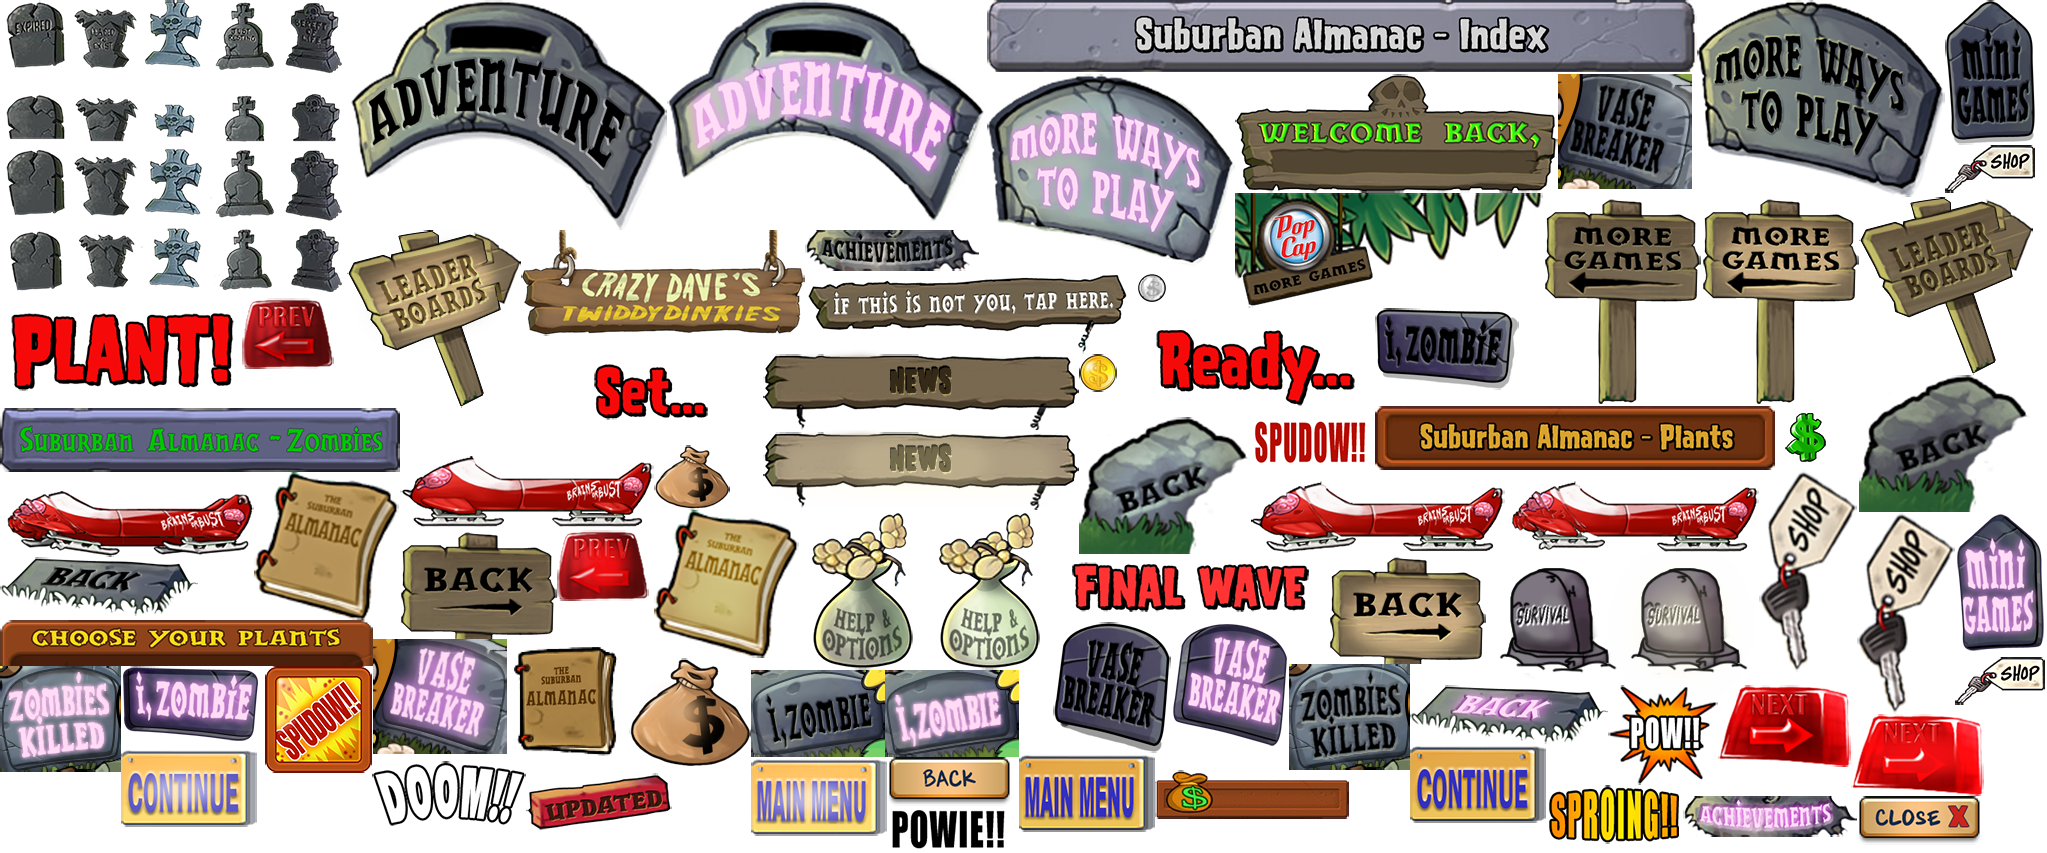 EXPIRED
ADVENTURE
ADVENTURE
Suburban Almanac - Index
MORE WAYS
TO PLAY
MINI
GAMES
MORE WAYS
TO PLAY
WELCOME BACK,
VASE
BREAKER
SHOP
LEADER
BOARDS
CRAZY DAVE'S
TWIDDYDINKIES
ACHIEVEMENTS
IF THIS IS NOT YOU, TAP HERE.
PopCap
MORE GAMES
MORE
GAMES
MORE
GAMES
LEADER
BOARDS
PLANT!
PREV
Set...
NEWS
Ready...
I, ZOMBIE
NEWS
Suburban Almanac - Zombies
BACK
SPUDOW!!
Suburban Almanac - Plants
$
BACK
BRAINS OR BUST
THE
SUBURBAN
ALMANAC
BRAINS OR BUST
$
THE
SUBURBAN
ALMANAC
BRAINS OR BUST
BRAINS OR BUST
SHOP
SHOP
MINI
GAMES
BACK
BACK
PREV
HELP &
OPTIONS
HELP &
OPTIONS
FINAL WAVE
BACK
SURVIVAL
SURVIVAL
CHOOSE YOUR PLANTS
ZOMBIES
KILLED
I, ZOMBIE
SPUDOW!!
VASE
BREAKER
THE
SUBURBAN
ALMANAC
$
I, ZOMBIE
I, ZOMBIE
VASE
BREAKER
VASE
BREAKER
ZOMBIES
KILLED
BACK
POW!!
NEXT
NEXT
SHOP
CONTINUE
DOOM!!
UPDATED
MAIN MENU
BACK
POWIE!!
MAIN MENU
$
CONTINUE
SPROING!!
ACHIEVEMENTS
CLOSE X